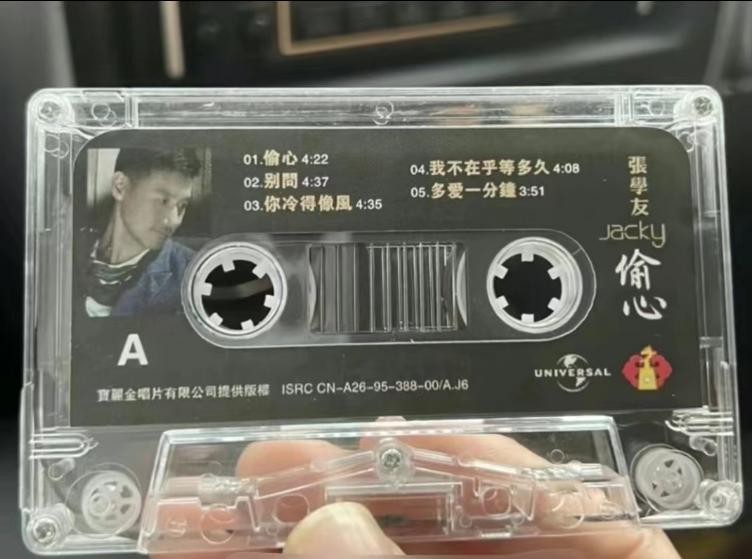 01.偷心 4:22
02.别問 4:37
03.你冷得像風 4:35
04.我不在乎等多久 4:08
05.多爱一分鐘 3:51
張學友
Jacky
偷心
A
寶麗金唱片有限公司提供版權 ISRC CN-A26-95-388-00/A.J6
UNIVERSAL